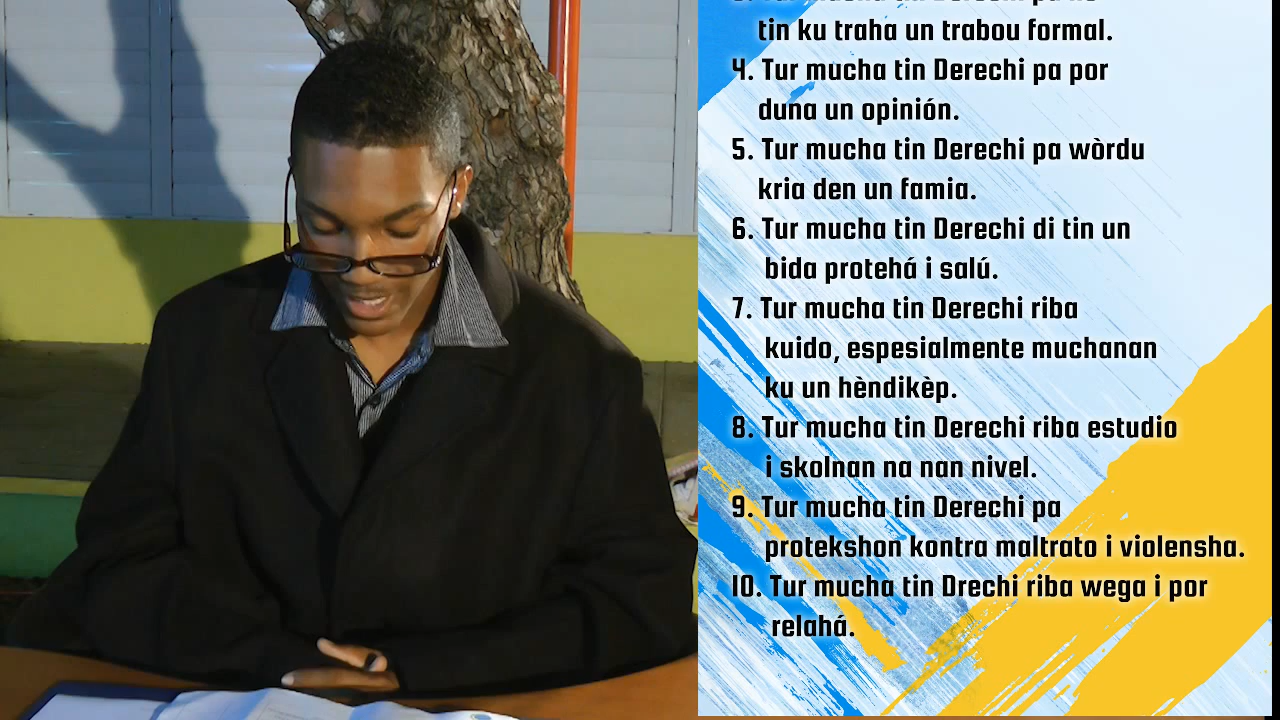 tin ku traha un trabou formal.
4. Tur mucha tin Derechi pa por
duna un opinión.
5. Tur mucha tin Derechi pa wòrdu
kria den un famia.
6. Tur mucha tin Derechi di tin un
bida protehá i salú.
7. Tur mucha tin Derechi riba
kuido, espesialmente muchanan
ku un hèndikèp.
8. Tur mucha tin Derechi riba estudio
i skolnan na nan nivel.
9. Tur mucha tin Derechi pa
protekshon kontra maltrato i violensha.
10. Tur mucha tin Drechi riba wega i por
relahá.